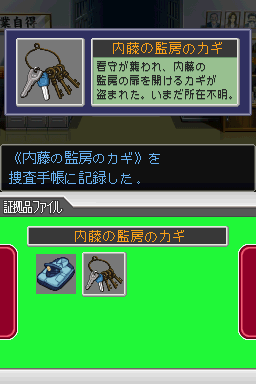 業自得
内藤の監房のカギ
看守が襲われ、内藤の
監房の扉を開けるカギが
盗まれた。いまだ所在不明。
《内藤の監房のカギ》を
捜査手帳に記録した。
証拠品ファイル
内藤の監房のカギ